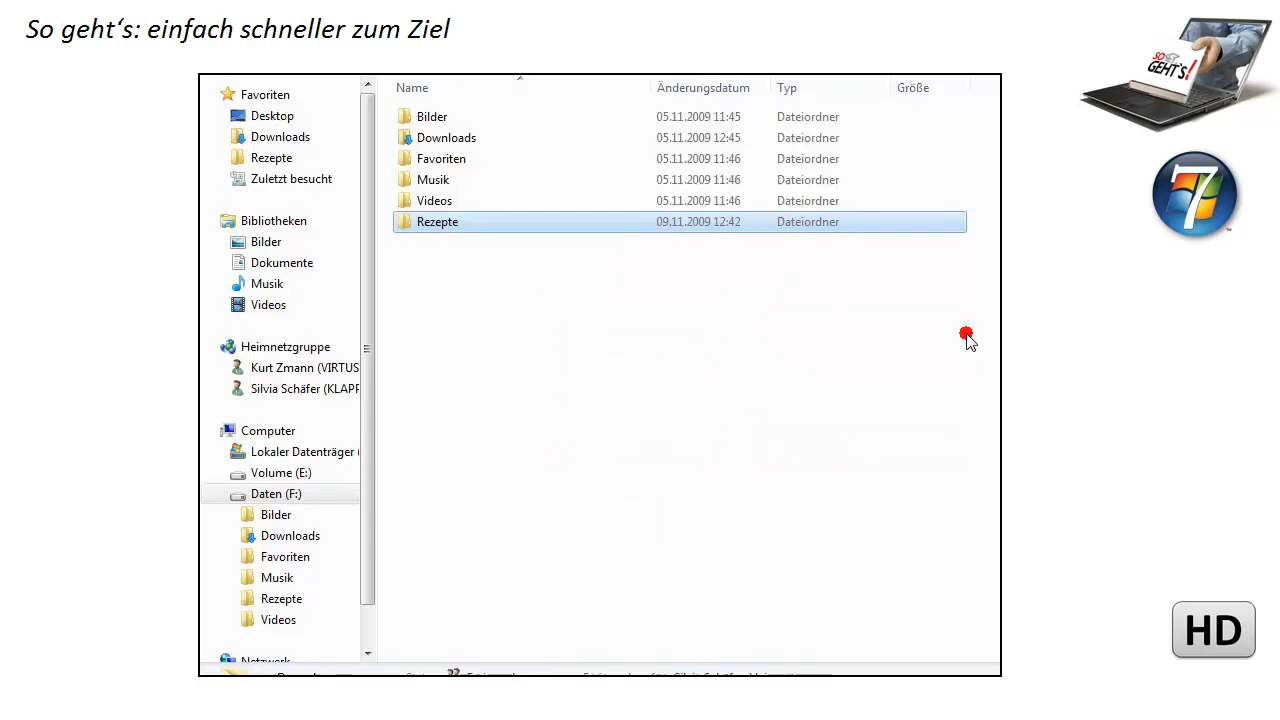 So geht‘s: einfach schneller zum Ziel
SO
GEHT`S!
7
HD
Name Änderungsdatum Typ Größe
Bilder 05.11.2009 11:45 Dateiordner
Downloads 05.11.2009 12:45 Dateiordner
Favoriten 05.11.2009 11:46 Dateiordner
Musik 05.11.2009 11:46 Dateiordner
Videos 05.11.2009 11:46 Dateiordner
Rezepte 09.11.2009 12:42 Dateiordner
Favoriten
Desktop
Downloads
Rezepte
Zuletzt besucht
Bibliotheken
Bilder
Dokumente
Musik
Videos
Heimnetzgruppe
Kurt Zmann (VIRTUS
Silvia Schäfer (KLAPP
Computer
Lokaler Datenträger (
Volume (E:)
Daten (F:)
Bilder
Downloads
Favoriten
Musik
Rezepte
Videos
Netzwerk